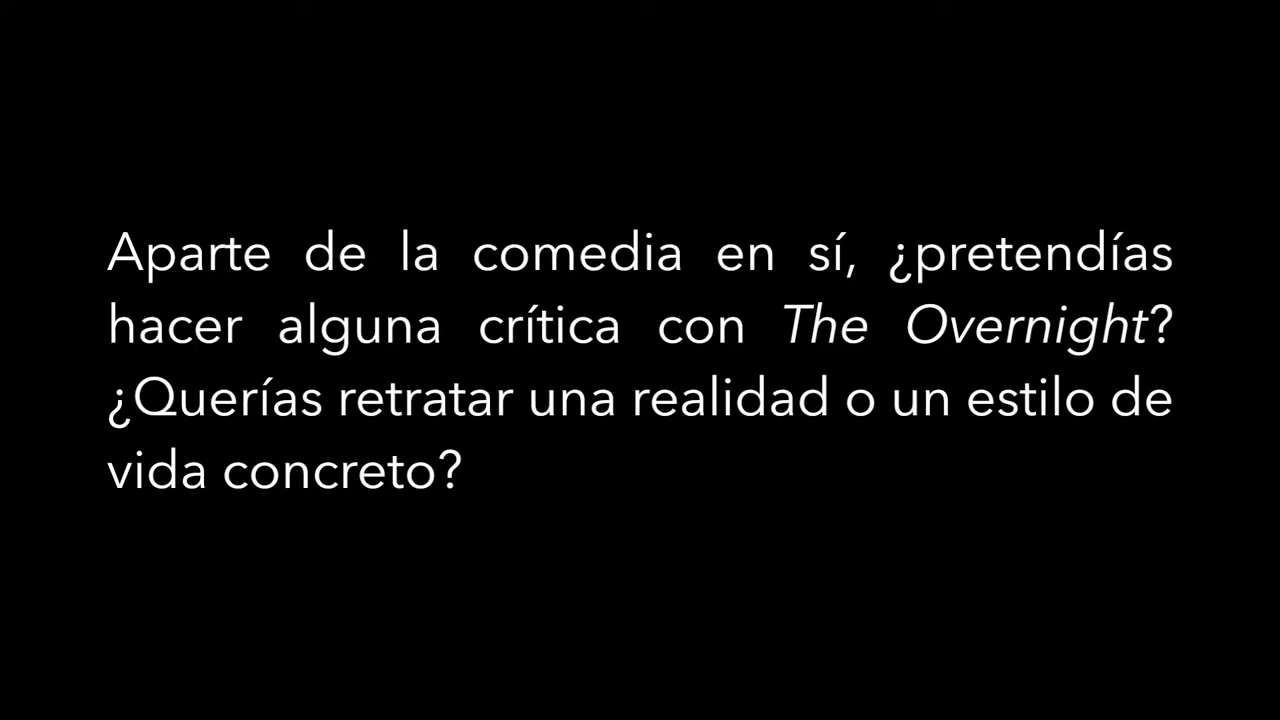 Aparte de la comedia en sí, ¿pretendías
hacer alguna crítica con The Overnight?
¿Querías retratar una realidad o un estilo de
vida concreto?